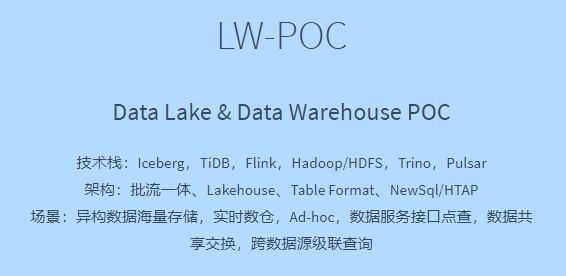 LW-POC
Data Lake & Data Warehouse POC
技术栈：Iceberg，TiDB，Flink，Hadoop/HDFS，Trino，Pulsar
架构：批流一体、Lakehouse、Table Format、NewSql/HTAP
场景：异构数据海量存储，实时数仓，Ad-hoc，数据服务接口点查，数据共
享交换，跨数据源级联查询